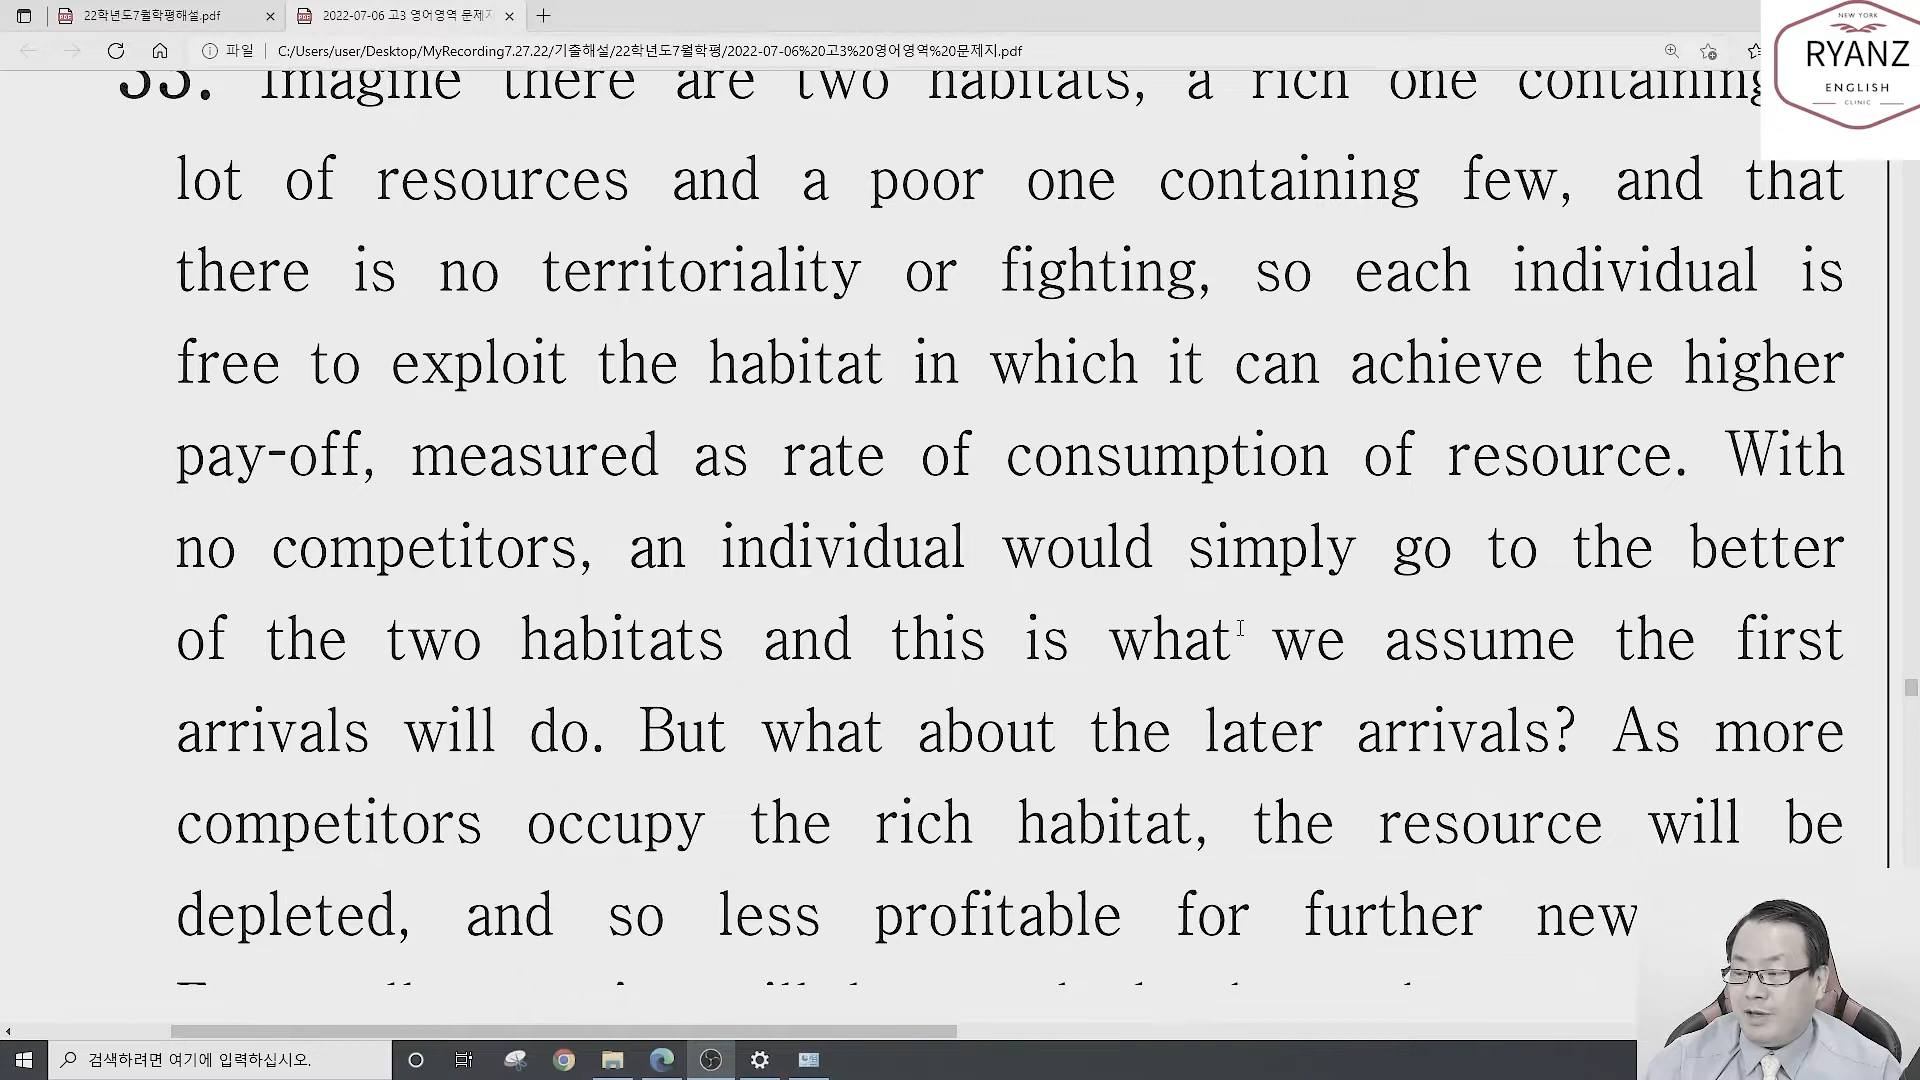 22학년도7월학평해설.pdf
2022-07-06 고3 영어영역 문제지
파일
C:/Users/user/Desktop/MyRecording7.27.22/기출해설/22학년도7월학평/2022-07-06%20고3%20영어영역%20문제지.pdf
NEW YORK
RYANZ
ENGLISH
CLINIC
33. Imagine there are two habitats, a rich one containing
lot of resources and a poor one containing few, and that
there is no territoriality or fighting, so each individual is
free to exploit the habitat in which it can achieve the higher
pay-off, measured as rate of consumption of resource. With
no competitors, an individual would simply go to the better
of the two habitats and this is what we assume the first
arrivals will do. But what about the later arrivals? As more
competitors occupy the rich habitat, the resource will be
depleted, and so less profitable for further new
검색하려면 여기에 입력하십시오.